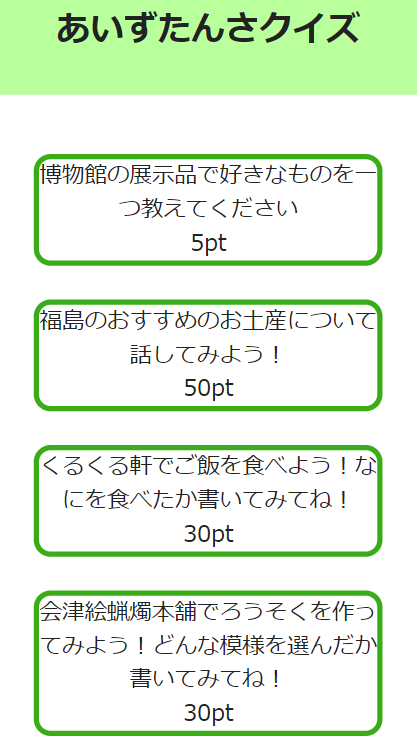 あいずたんさクイズ
博物館の展示品で好きなものを一
つ教えてください
5pt
福島のおすすめのお土産について
話してみよう！
50pt
くるくる軒でご飯を食べよう！な
にを食べたか書いてみてね！
30pt
会津絵蝋燭本舗でろうそくを作っ
てみよう！どんな模様を選んだか
書いてみてね！
30pt